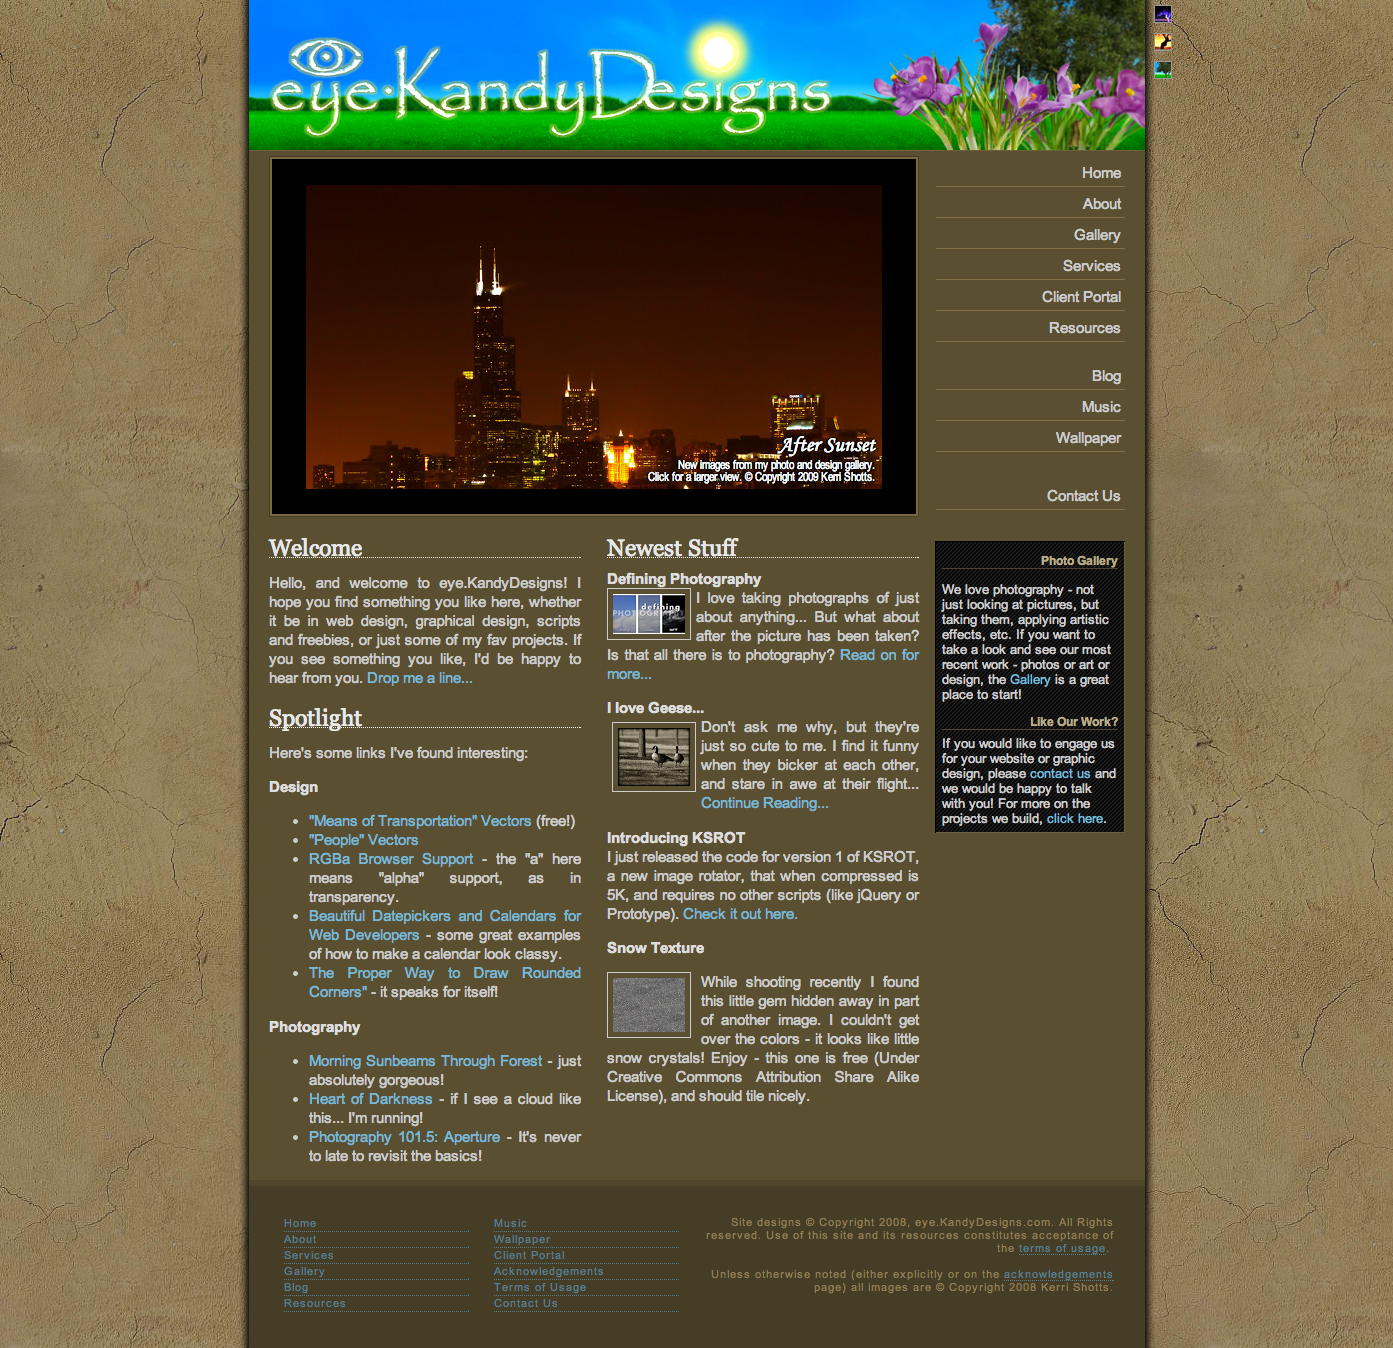 eye·KandyDesigns
Home
About
Gallery
Services
Client Portal
Resources
Blog
Music
Wallpaper
Contact Us
After Sunset
New images from my photo and design gallery.
Click for a larger view. © Copyright 2009 Kerri Shotts.
Welcome
Hello, and welcome to eye.KandyDesigns! I
hope you find something you like here, whether
it be in web design, graphical design, scripts
and freebies, or just some of my fav projects. If
you see something you like, I'd be happy to
hear from you. Drop me a line...
Spotlight
Here's some links I've found interesting:
Design
• "Means of Transportation" Vectors (free!)
• "People" Vectors
• RGBa Browser Support - the "a" here
means "alpha" support, as in
transparency.
• Beautiful Datepickers and Calendars for
Web Developers - some great examples
of how to make a calendar look classy.
• The Proper Way to Draw Rounded
Corners" - it speaks for itself!
Photography
• Morning Sunbeams Through Forest - just
absolutely gorgeous!
• Heart of Darkness - if I see a cloud like
this... I'm running!
• Photography 101.5: Aperture - It's never
to late to revisit the basics!
Newest Stuff
Defining Photography
defining
PHOTOGRAPHY
I love taking photographs of just
about anything... But what about
after the picture has been taken?
Is that all there is to photography? Read on for
more...
I love Geese...
Don't ask me why, but they're
just so cute to me. I find it funny
when they bicker at each other,
and stare in awe at their flight...
Continue Reading...
Introducing KSROT
I just released the code for version 1 of KSROT,
a new image rotator, that when compressed is
5K, and requires no other scripts (like jQuery or
Prototype). Check it out here.
Snow Texture
While shooting recently I found
this little gem hidden away in part
of another image. I couldn't get
over the colors - it looks like little
snow crystals! Enjoy - this one is free (Under
Creative Commons Attribution Share Alike
License), and should tile nicely.
Photo Gallery
We love photography - not
just looking at pictures, but
taking them, applying artistic
effects, etc. If you want to
take a look and see our most
recent work - photos or art or
design, the Gallery is a great
place to start!
Like Our Work?
If you would like to engage us
for your website or graphic
design, please contact us and
we would be happy to talk
with you! For more on the
projects we build, click here.
Home
About
Services
Gallery
Blog
Resources
Music
Wallpaper
Client Portal
Acknowledgements
Terms of Usage
Contact Us
Site designs © Copyright 2008, eye.KandyDesigns.com. All Rights
reserved. Use of this site and its resources constitutes acceptance of
the terms of usage.
Unless otherwise noted (either explicitly or on the acknowledgements
page) all images are © Copyright 2008 Kerri Shotts.